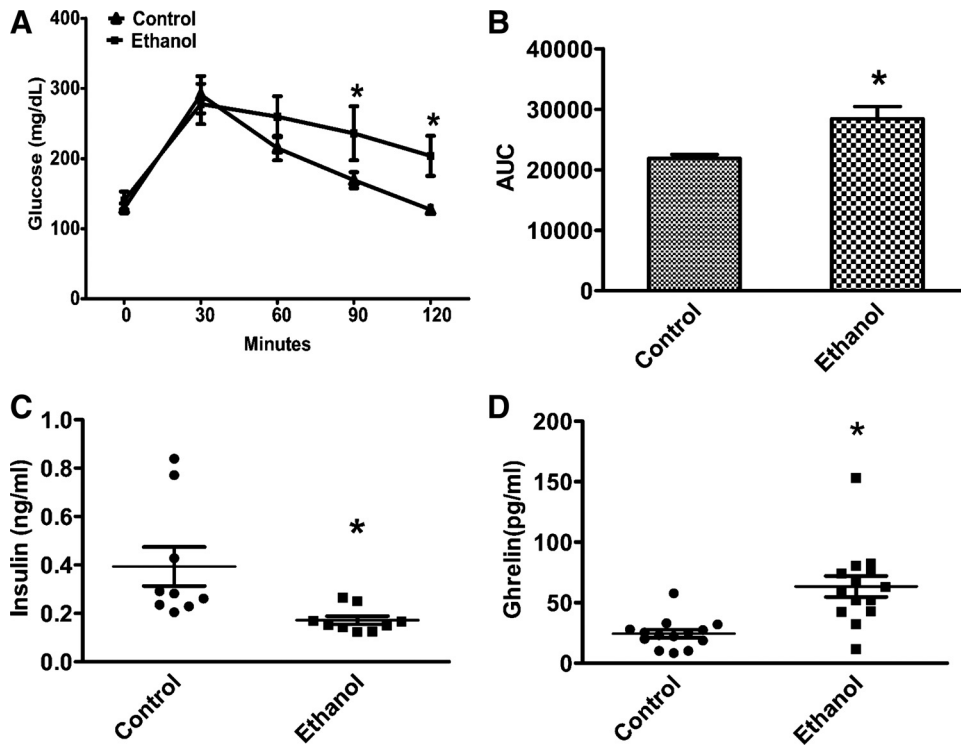 A
Control
Ethanol
Glucose (mg/dL)
400
300
200
100
0
0 30 60 90 120
Minutes
*
*
B
AUC
40000
30000
20000
10000
0
*
Control
Ethanol
C
Insulin (ng/ml)
1.0
0.8
0.6
0.4
0.2
0.0
*
Control
Ethanol
D
Ghrelin(pg/ml)
200
150
100
50
0
*
Control
Ethanol